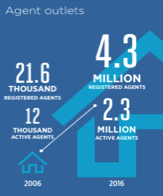 Agent outlets
4.3
MILLION
REGISTERED AGENTS
21.6
THOUSAND
REGISTERED AGENTS
2.3
MILLION
ACTIVE AGENTS
12
THOUSAND
ACTIVE AGENTS
2006
2016